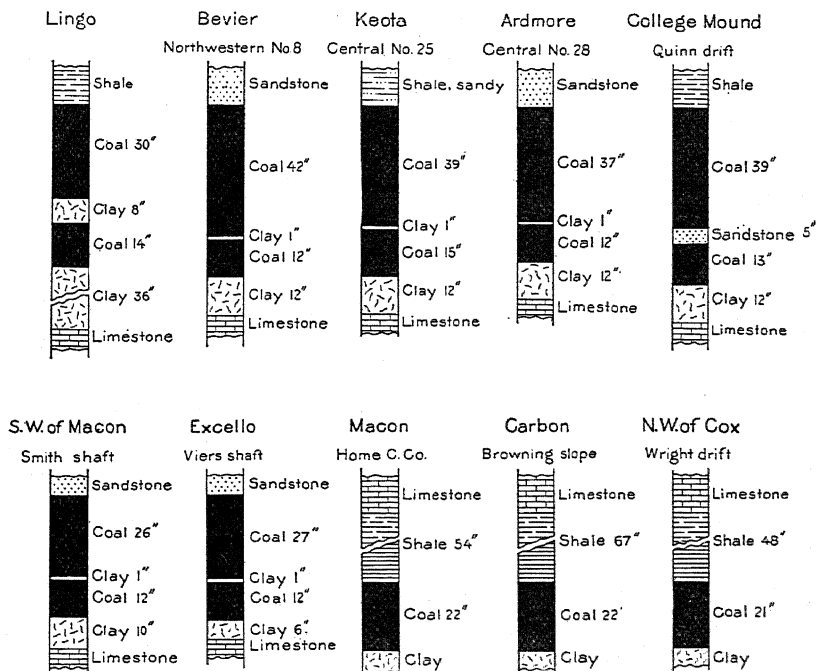 Lingo
Shale
Coal 30"
Clay 8"
Coal 14"
Clay 36"
Limestone
Bevier
Northwestern No.8
Sandstone
Coal 42"
Clay 1"
Coal 12"
Clay 12"
Limestone
Keota
Central No.25
Shale, sandy
Coal 39"
Clay 1"
Coal 15"
Clay 12"
Limestone
Ardmore
Central No.28
Sandstone
Coal 37"
Clay 1"
Coal 12"
Clay 12"
Limestone
College Mound
Quinn drift
Shale
Coal 39"
Sandstone 5"
Coal 13"
Clay 12"
Limestone
S.W. of Macon
Smith shaft
Sandstone
Coal 26"
Clay 1"
Coal 12"
Clay 10"
Limestone
Excello
Viers shaft
Sandstone
Coal 27"
Clay 1"
Coal 12"
Clay 6"
Limestone
Macon
Home C. Co.
Limestone
Shale 54"
Coal 22"
Clay
Carbon
Browning slope
Limestone
Shale 67"
Coal 22'
Clay
N.W. of Cox
Wright drift
Limestone
Shale 48"
Coal 21"
Clay